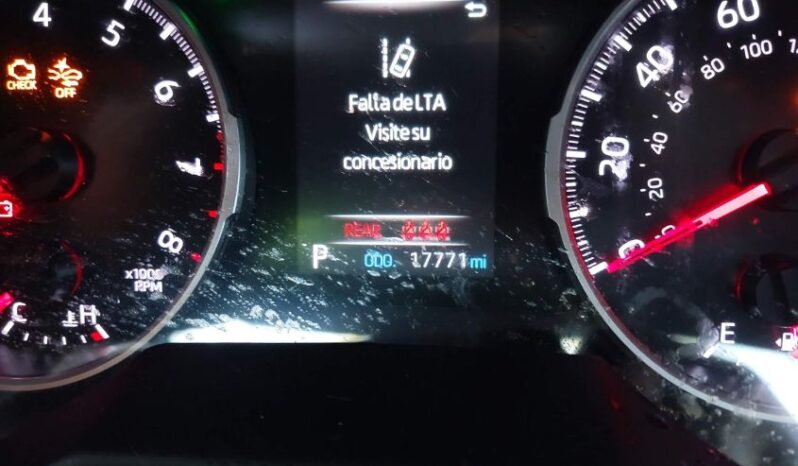 4
5
6
7
8
x1000
RPM
CHECK
OFF
C
H
Falta de LTA
Visite su
concesionario
REAR
P 000. 17771 mi
60
40
20
0
100
80
60
40
20
E